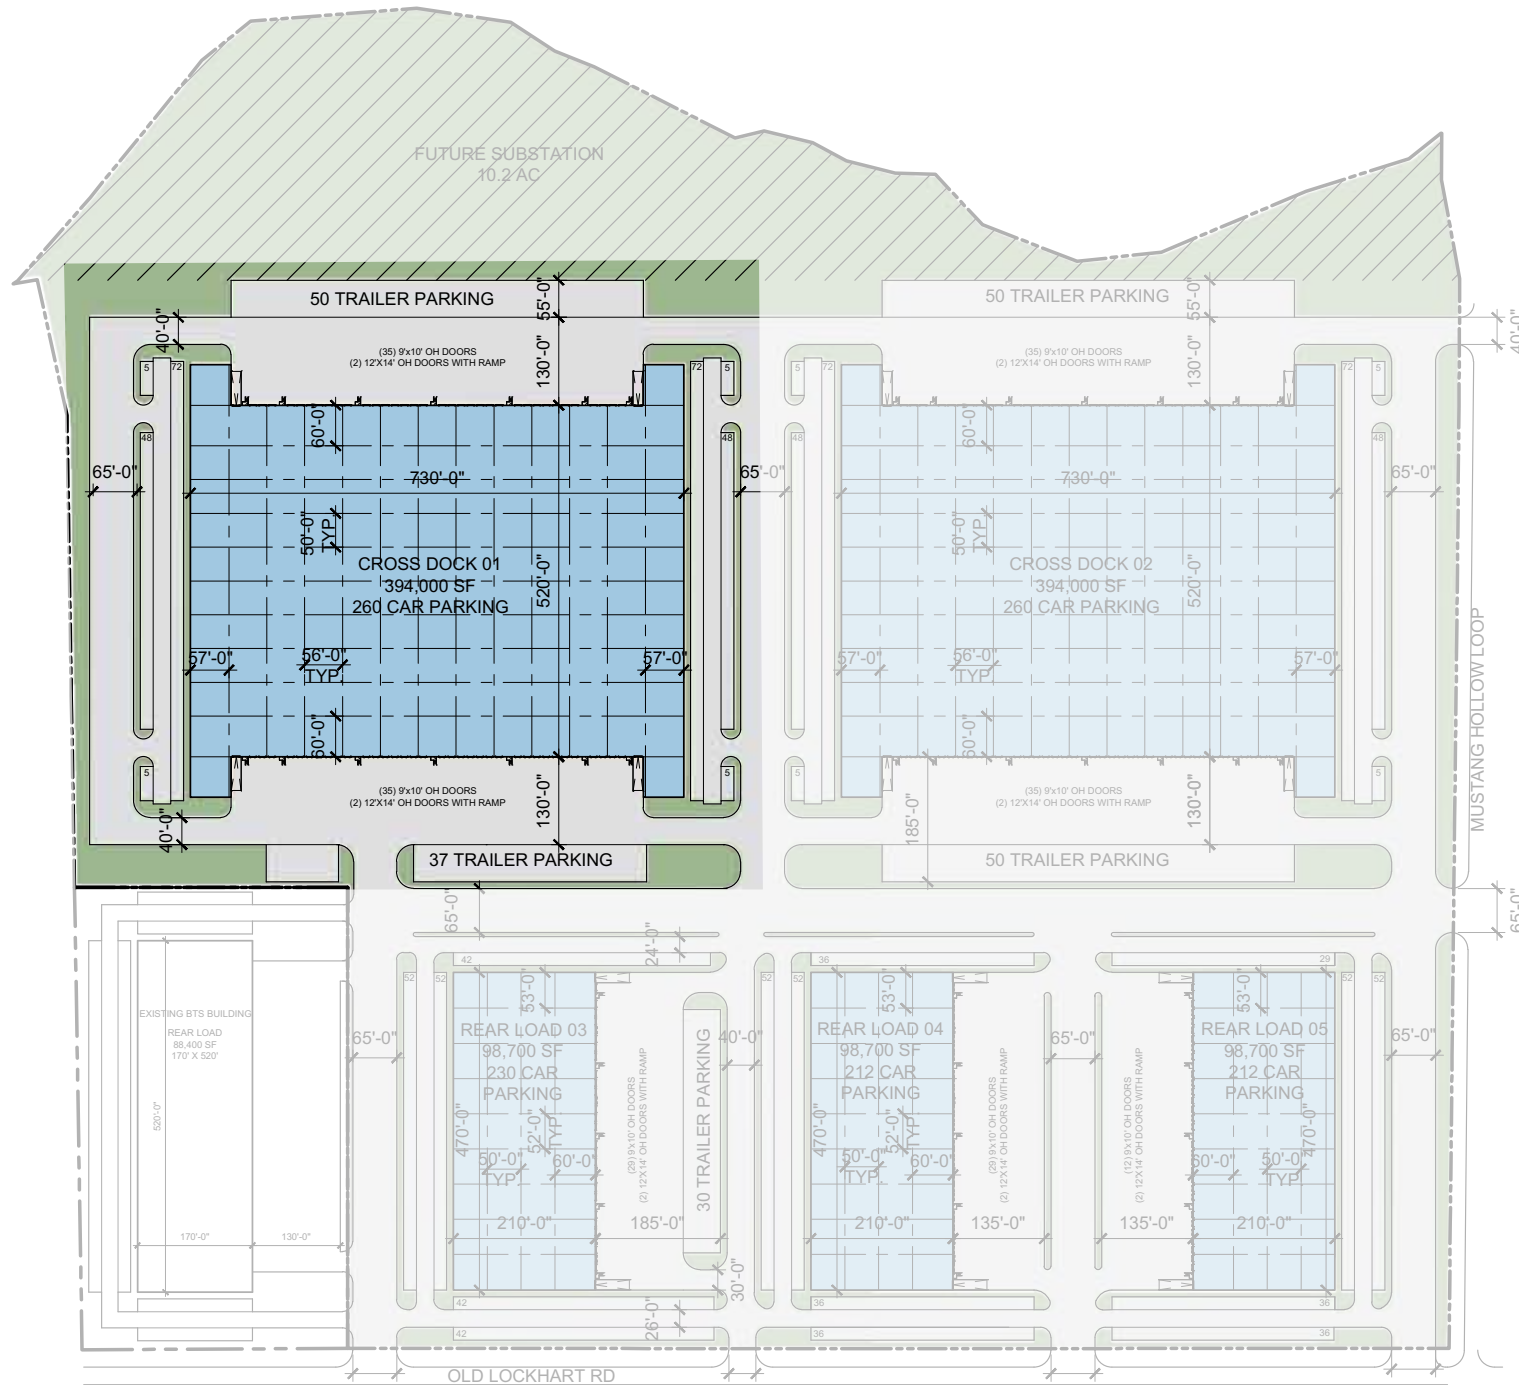 FUTURE SUBSTATION
10.2 AC
50 TRAILER PARKING
55'-0"
50 TRAILER PARKING
55'-0"
40'-0"
40'-0"
(35) 9'x10' OH DOORS
(2) 12'X14' OH DOORS WITH RAMP
130'-0"
(35) 9'x10' OH DOORS
(2) 12'X14' OH DOORS WITH RAMP
130'-0"
5
72
72
5
5
72
72
5
48
48
48
48
60'-0"
60'-0"
65'-0"
730'-0"
65'-0"
730'-0"
65'-0"
50'-0"
TYP.
50'-0"
TYP.
CROSS DOCK 01
394,000 SF
260 CAR PARKING
520'-0"
CROSS DOCK 02
394,000 SF
260 CAR PARKING
520'-0"
MUSTANG HOLLOW LOOP
57'-0"
56'-0"
TYP.
57'-0"
57'-0"
56'-0"
TYP.
57'-0"
60'-0"
60'-0"
5
5
5
5
(35) 9'x10' OH DOORS
(2) 12'X14' OH DOORS WITH RAMP
130'-0"
185'-0"
(35) 9'x10' OH DOORS
(2) 12'X14' OH DOORS WITH RAMP
130'-0"
40'-0"
37 TRAILER PARKING
50 TRAILER PARKING
65'-0"
65'-0"
24'-0"
42
36
29
52
52
52
52
52
52
53'-0"
53'-0"
53'-0"
EXISTING BTS BUILDING
REAR LOAD
88,400 SF
170' X 520'
520'-0"
170'-0"
130'-0"
65'-0"
REAR LOAD 03
98,700 SF
230 CAR
PARKING
40'-0"
REAR LOAD 04
98,700 SF
212 CAR
PARKING
65'-0"
REAR LOAD 05
98,700 SF
212 CAR
PARKING
65'-0"
470'-0"
52'-0"
TYP.
50'-0"
TYP.
60'-0"
(29) 9'x10' OH DOORS
(2) 12'X14' OH DOORS WITH RAMP
30 TRAILER PARKING
470'-0"
52'-0"
TYP.
50'-0"
TYP.
60'-0"
(29) 9'x10' OH DOORS
(2) 12'X14' OH DOORS WITH RAMP
(12) 9'x10' OH DOORS
(2) 12'X14' OH DOORS WITH RAMP
60'-0"
50'-0"
TYP.
470'-0"
210'-0"
185'-0"
210'-0"
135'-0"
135'-0"
210'-0"
30'-0"
42
36
36
26'-0"
42
36
36
OLD LOCKHART RD